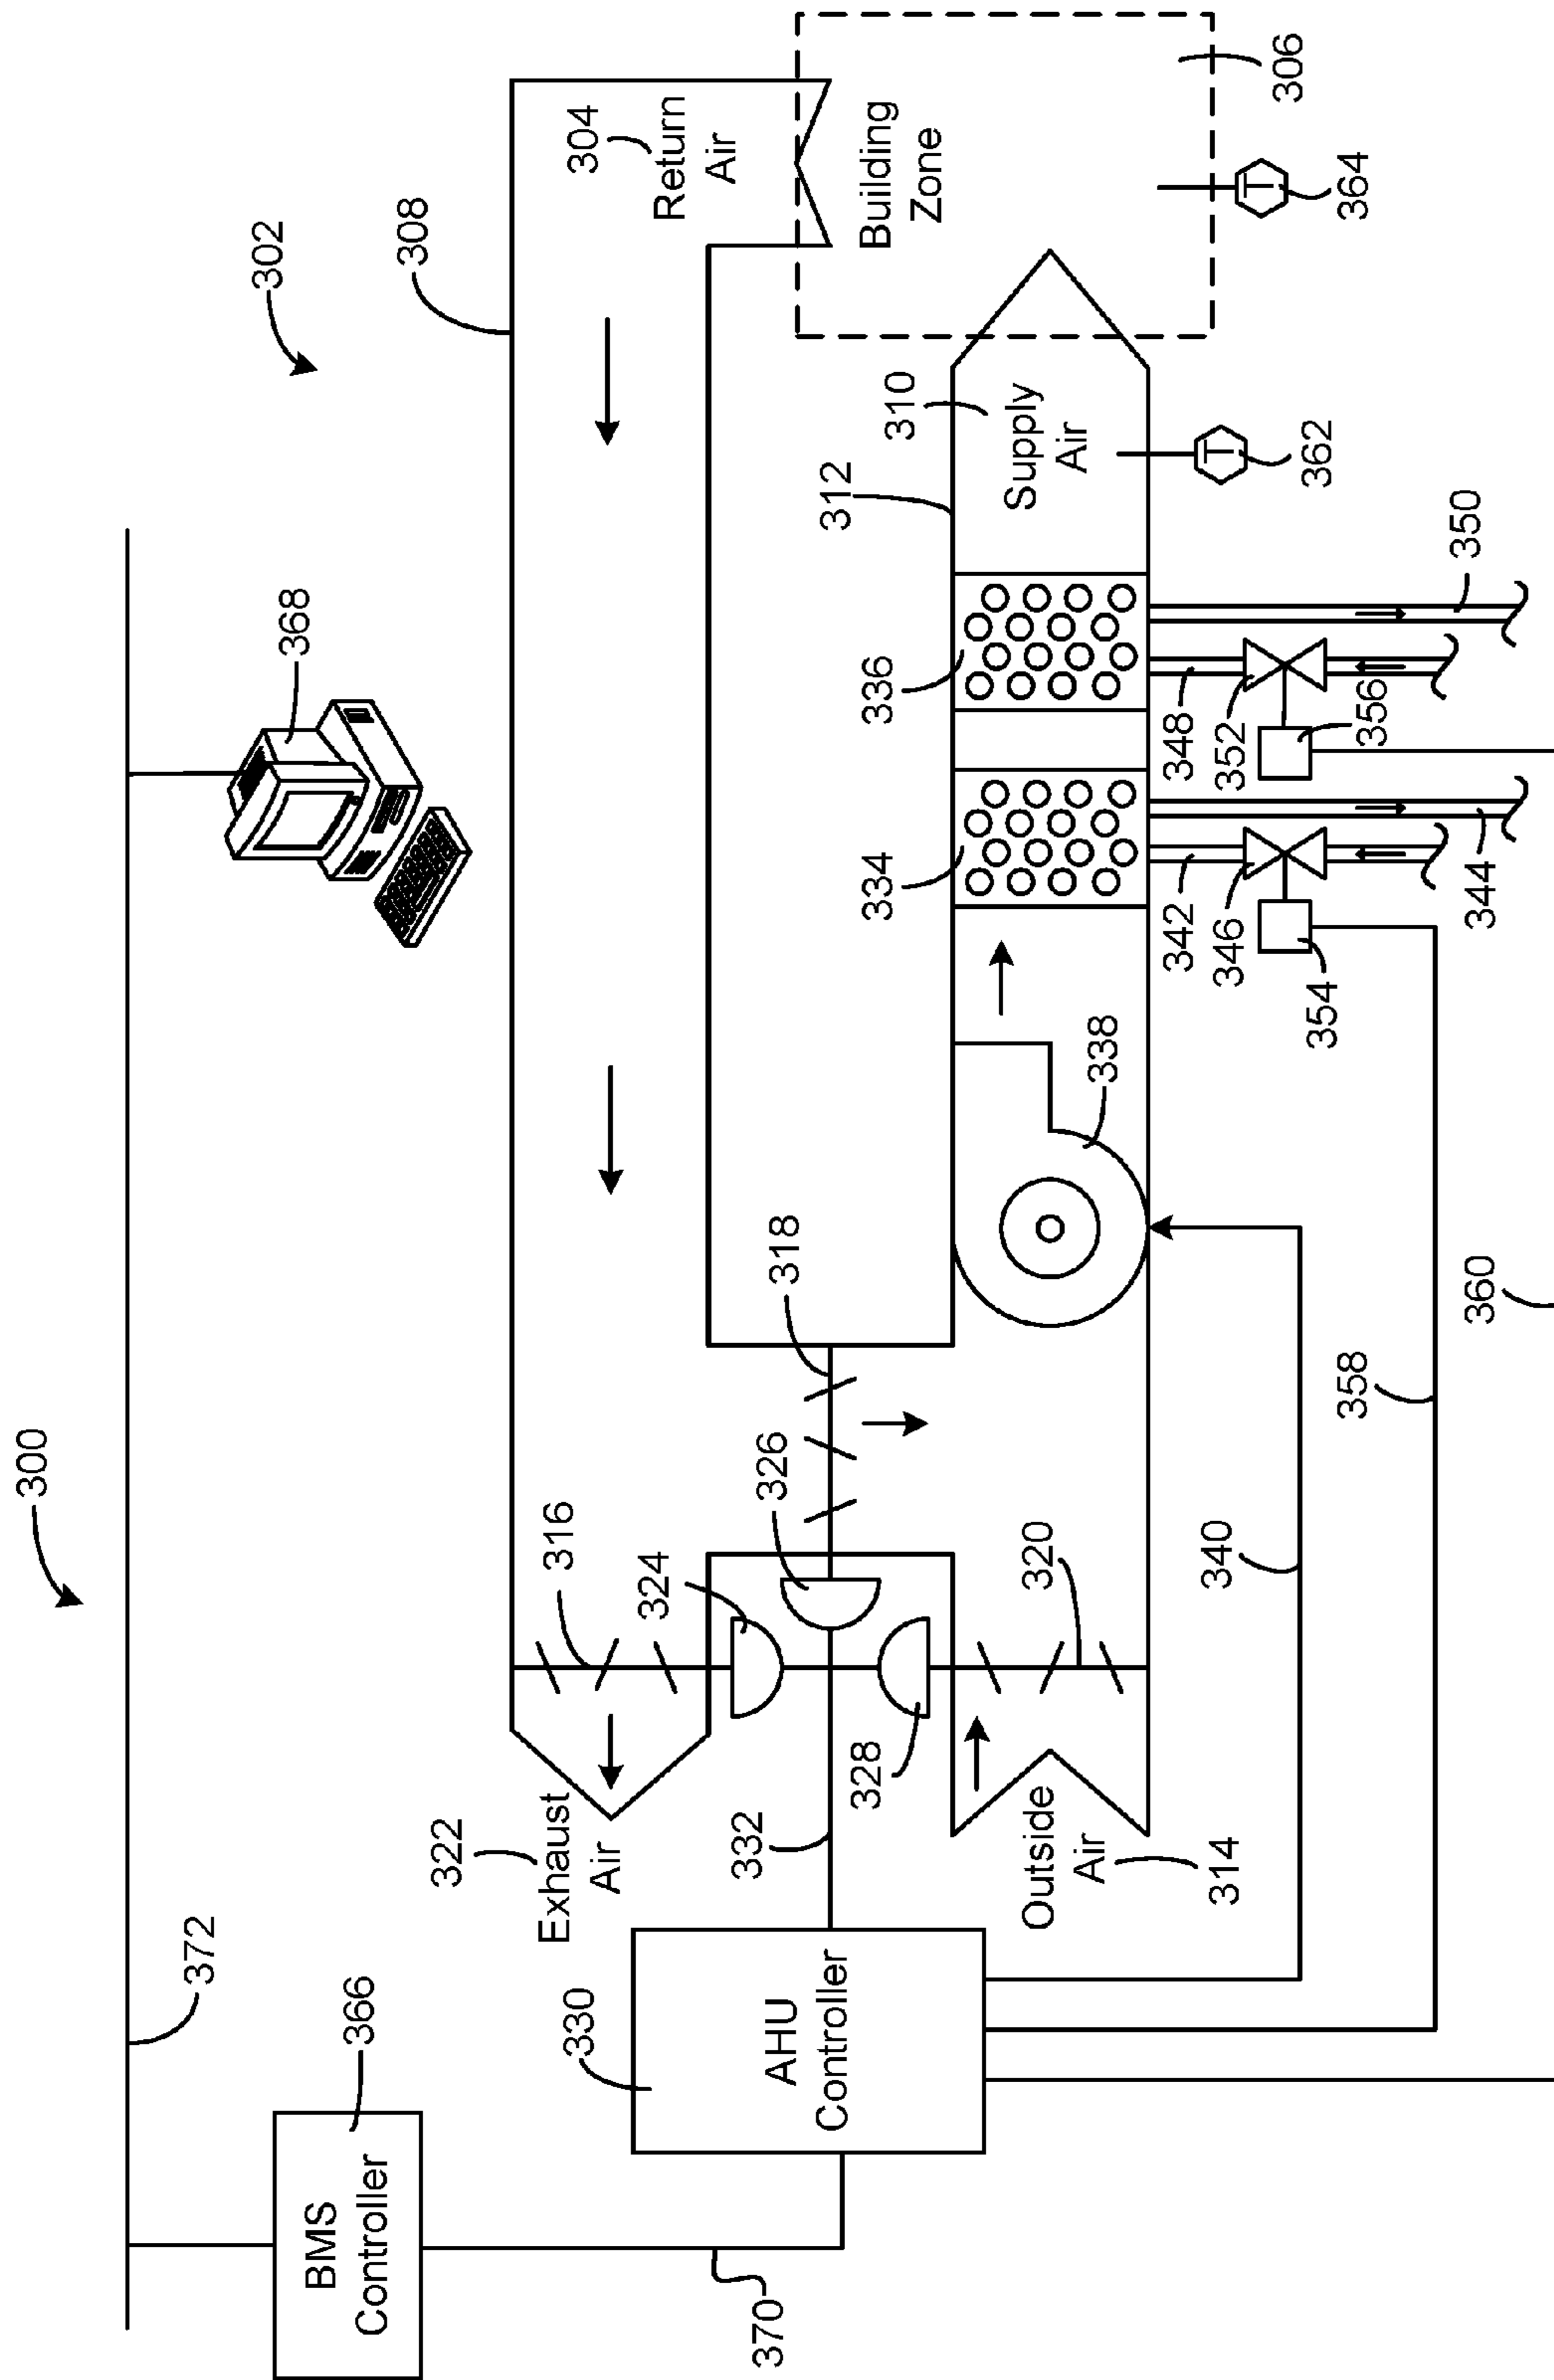 300
372
BMS
Controller
366
368
302
370
330
AHU
Controller
332
322
Exhaust
Air
316
324
326
318
328
Outside
Air
314
320
308
304
Return
Air
Building
Zone
306
312
310
Supply
Air
334
336
338
340
342
344
346
348
350
352
354
356
358
360
T
362
T
364